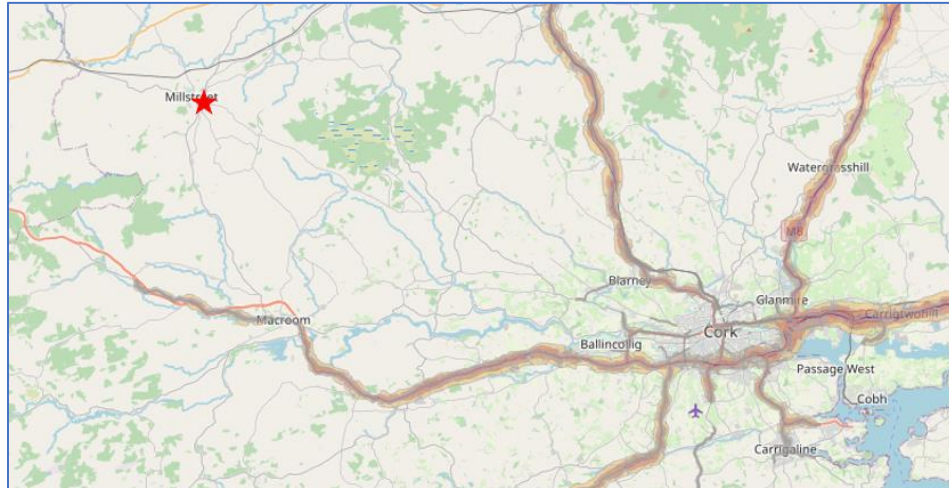 Millstreet
Watergrasshill
M8
Blarney
Glanmire
Carrigtwohill
Macroom
Cork
Ballincollig
Passage West
Cobh
Carrigaline